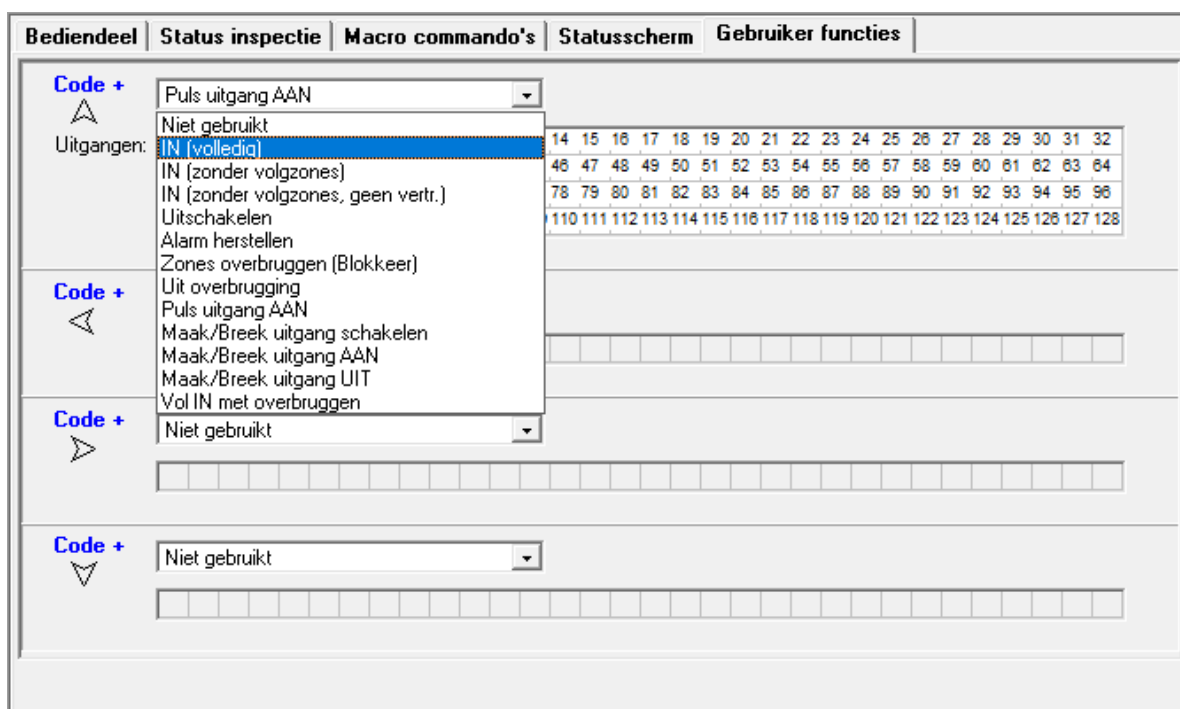 Bediendeel Status inspectie Macro commando's Statusscherm Gebruiker functies
Code +
Puls uitgang AAN
Uitgangen:
Niet gebruikt
IN (volledig)
IN (zonder volgzones)
IN (zonder volgzones, geen vertr.)
Uitschakelen
Alarm herstellen
Zones overbruggen (Blokkeer)
Uit overbrugging
Puls uitgang AAN
Maak/Breek uitgang schakelen
Maak/Breek uitgang AAN
Maak/Breek uitgang UIT
Vol IN met overbruggen
14 15 16 17 18 19 20 21 22 23 24 25 26 27 28 29 30 31 32
46 47 48 49 50 51 52 53 54 55 56 57 58 59 60 61 62 63 64
78 79 80 81 82 83 84 85 86 87 88 89 90 91 92 93 94 95 96
110 111 112 113 114 115 116 117 118 119 120 121 122 123 124 125 126 127 128
Code +
Code +
Niet gebruikt
Code +
Niet gebruikt